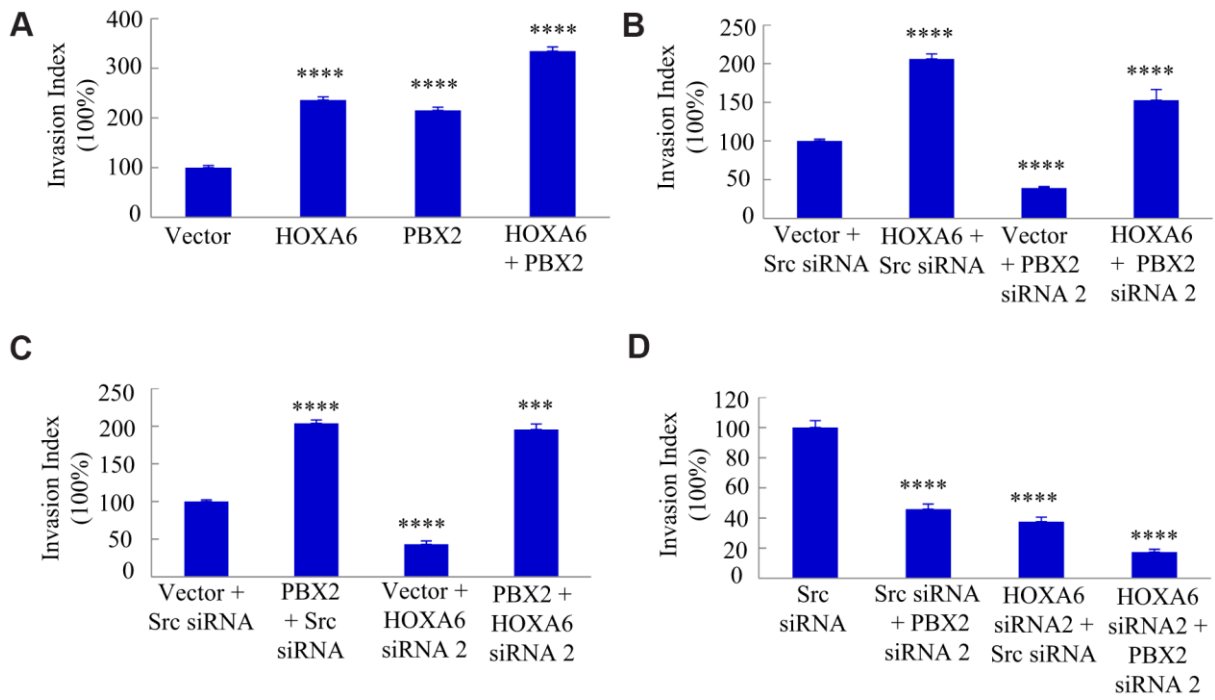 A
Invasion Index
(100%)
400
300
200
100
0
****
****
****
Vector
HOXA6
PBX2
HOXA6
+ PBX2
B
Invasion Index
(100%)
250
200
150
100
50
0
****
****
****
Vector +
Src siRNA
HOXA6 +
Src siRNA
Vector
+ PBX2
siRNA 2
HOXA6
+ PBX2
siRNA 2
C
Invasion Index
(100%)
250
200
150
100
50
0
****
****
***
Vector +
Src siRNA
PBX2
+ Src
siRNA
Vector +
HOXA6
siRNA 2
PBX2 +
HOXA6
siRNA 2
D
Invasion Index
(100%)
120
100
80
60
40
20
0
****
****
****
Src
siRNA
Src siRNA
+ PBX2
siRNA 2
HOXA6
siRNA2 +
Src siRNA
HOXA6
siRNA2 +
PBX2
siRNA 2